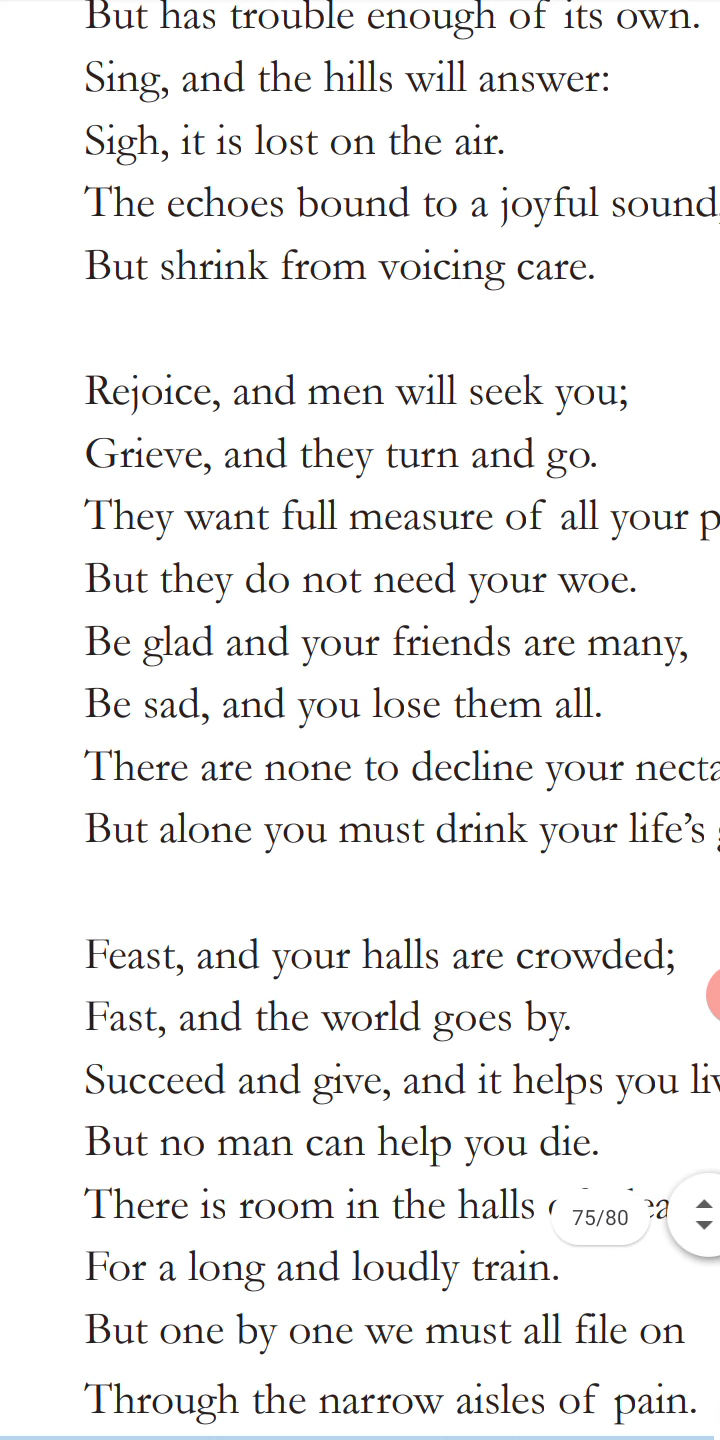 But has trouble enough of its own.
Sing, and the hills will answer:
Sigh, it is lost on the air.
The echoes bound to a joyful sound,
But shrink from voicing care.
Rejoice, and men will seek you;
Grieve, and they turn and go.
They want full measure of all your
But they do not need your woe.
Be glad and your friends are many,
Be sad, and you lose them all.
There are none to decline your
But alone you must drink your life’s
Feast, and your halls are crowded;
Fast, and the world goes by.
Succeed and give, and it helps you
But no man can help you die.
There is room in the halls
75/80
For a long and loudly train.
But one by one we must all file on
Through the narrow aisles of pain.